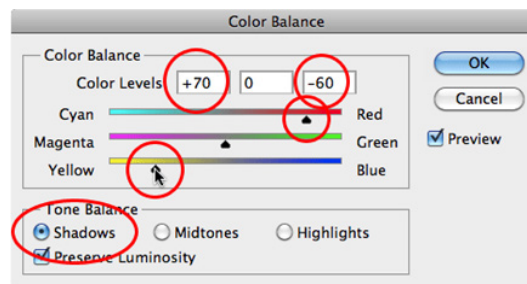 Color Balance
Color Balance
Color Levels +70 0 -60
Cyan Red
Magenta Green
Yellow Blue
OK
Cancel
Preview
Tone Balance
Shadows Midtones Highlights
Preserve Luminosity